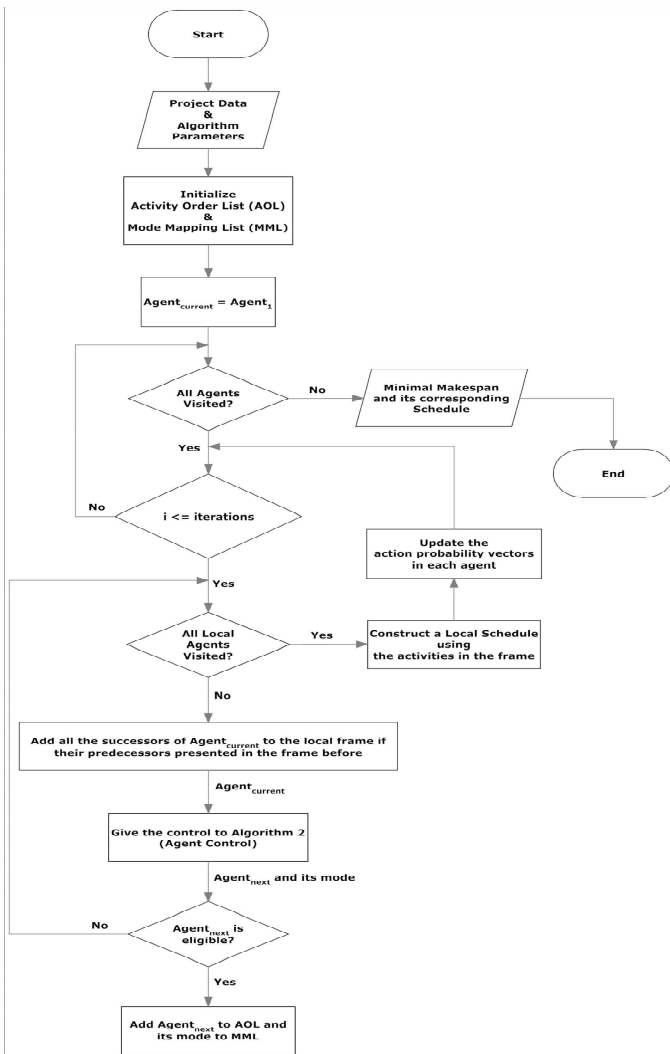 Start
Project Data
&
Algorithm
Parameters
Initialize
Activity Order List (AOL)
&
Mode Mapping List (MML)
Agentcurrent = Agent1
All Agents
Visited?
No
Minimal Makespan
and its corresponding
Schedule
End
Yes
No
i <= iterations
Update the
action probability vectors
in each agent
Yes
All Local
Agents
Visited?
Yes
Construct a Local Schedule
using
the activities in the frame
No
Add all the successors of Agentcurrent to the local frame if
their predecessors presented in the frame before
Agentcurrent
Give the control to Algorithm 2
(Agent Control)
Agentnext and its mode
No
Agentnext is
eligible?
Yes
Add Agentnext to AOL and
its mode to MML